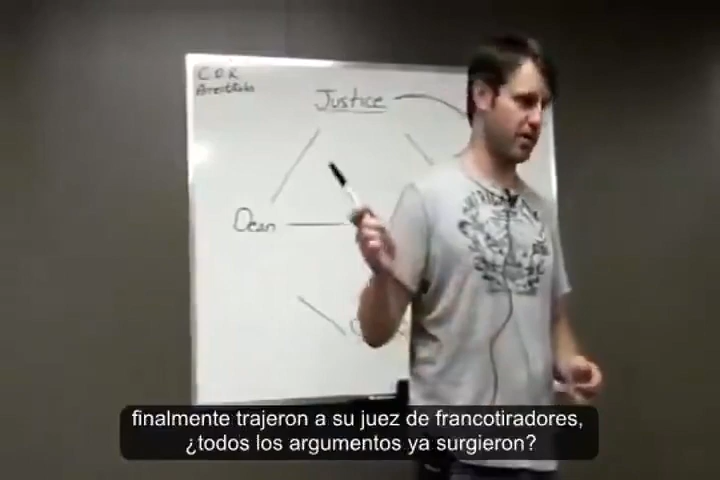 C.O.R
Justice
Dean
finalmente trajeron a su juez de francotiradores,
¿todos los argumentos ya surgieron?